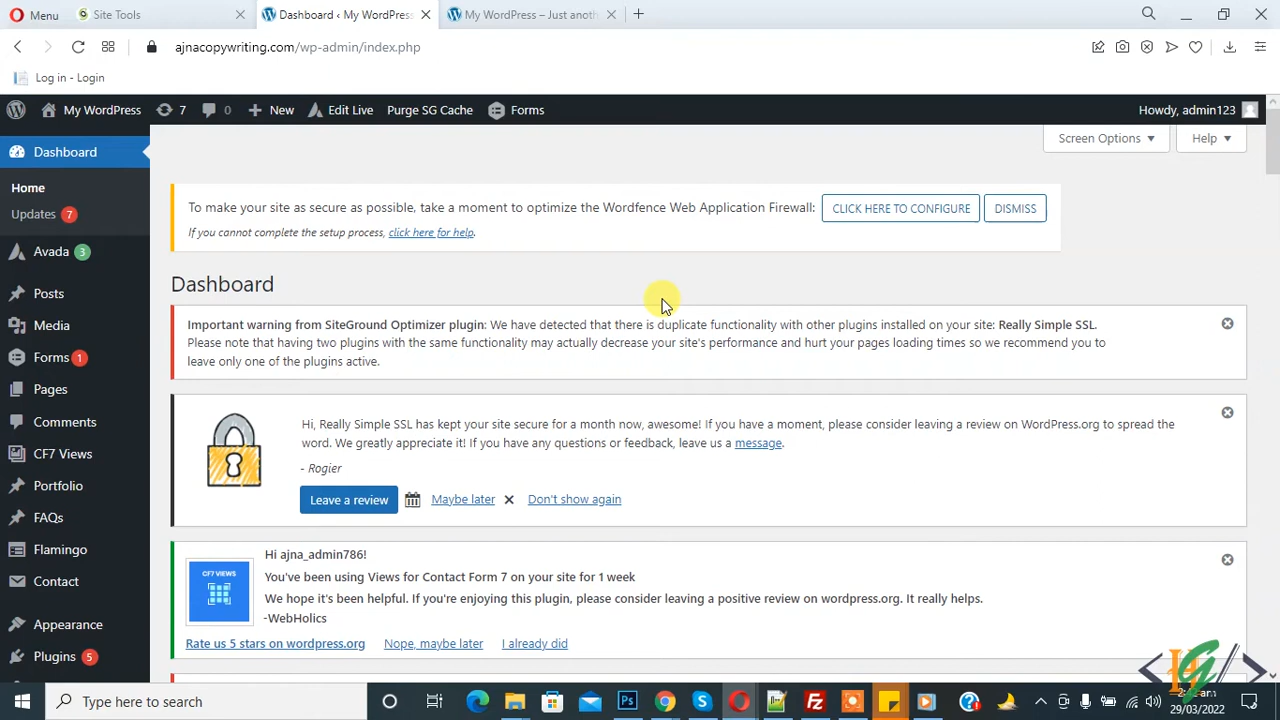 Menu
Site Tools
Dashboard ‹ My WordPress
My WordPress – Just anoth
ajnacopywriting.com/wp-admin/index.php
Log in - Login
My WordPress
7
0
New
Edit Live
Purge SG Cache
Forms
Howdy, admin123
Dashboard
Home
Updates 7
Avada 3
Posts
Media
Forms 1
Pages
Comments
CF7 Views
Portfolio
FAQs
Flamingo
Contact
Appearance
Plugins 5
Screen Options
Help
To make your site as secure as possible, take a moment to optimize the Wordfence Web Application Firewall:
CLICK HERE TO CONFIGURE
DISMISS
If you cannot complete the setup process, click here for help.
Dashboard
Important warning from SiteGround Optimizer plugin: We have detected that there is duplicate functionality with other plugins installed on your site: Really Simple SSL.
Please note that having two plugins with the same functionality may actually decrease your site's performance and hurt your pages loading times so we recommend you to
leave only one of the plugins active.
Hi, Really Simple SSL has kept your site secure for a month now, awesome! If you have a moment, please consider leaving a review on WordPress.org to spread the
word. We greatly appreciate it! If you have any questions or feedback, leave us a message.
- Rogier
Leave a review
Maybe later
Don't show again
CF7 VIEWS
Hi ajna_admin786!
You've been using Views for Contact Form 7 on your site for 1 week
We hope it's been helpful. If you're enjoying this plugin, please consider leaving a positive review on wordpress.org. It really helps.
-WebHolics
Rate us 5 stars on wordpress.org
Nope, maybe later
I already did
Type here to search
29/03/2022